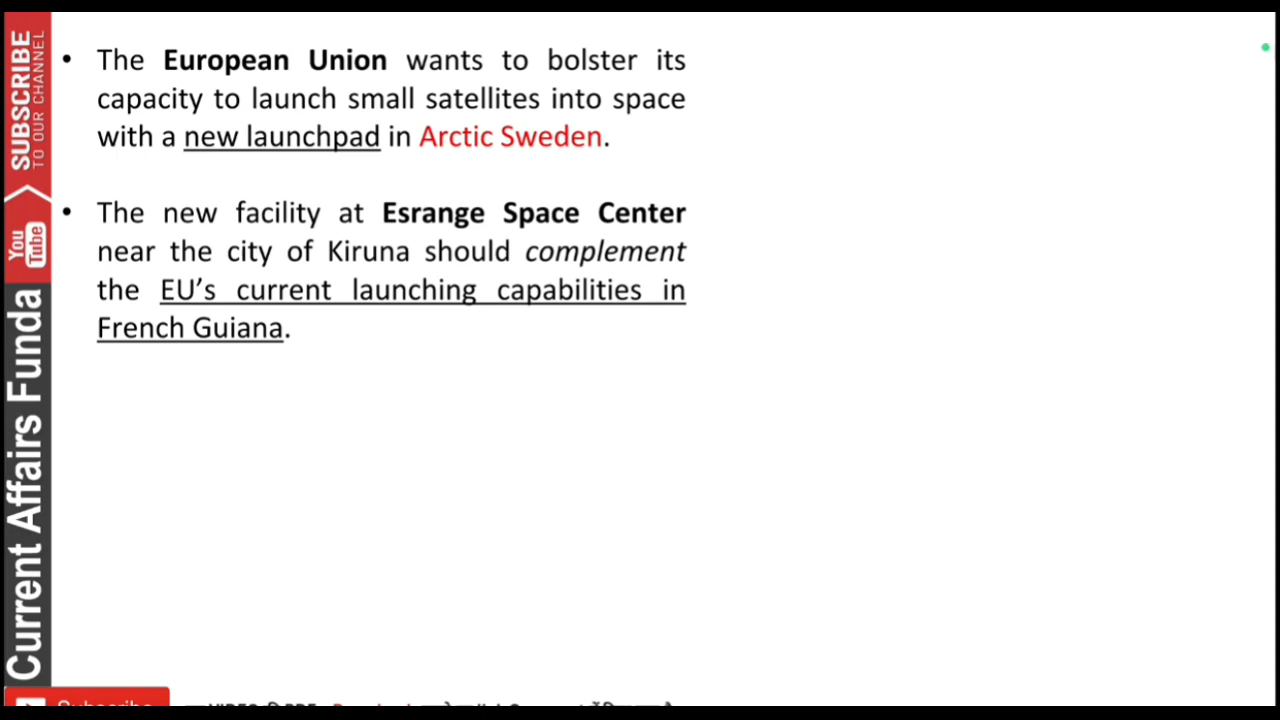 • The European Union wants to bolster its
capacity to launch small satellites into space
with a new launchpad in Arctic Sweden.
• The new facility at Esrange Space Center
near the city of Kiruna should complement
the EU’s current launching capabilities in
French Guiana.
SUBSCRIBE
TO OUR CHANNEL
You
Tube
Current Affairs Funda
Subscribe